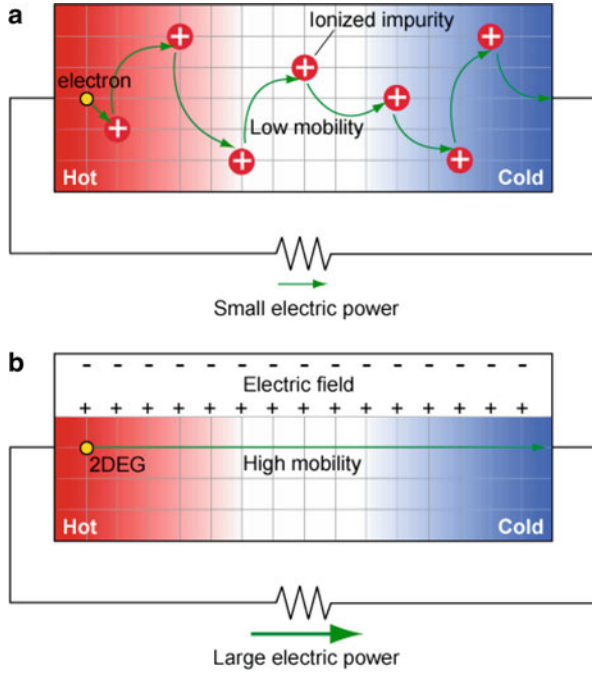 a
Ionized impurity
electron
Low mobility
Hot
Cold
Small electric power
b
- - - - - - - - - - - - -
Electric field
+ + + + + + + + + + + + +
2DEG
High mobility
Hot
Cold
Large electric power